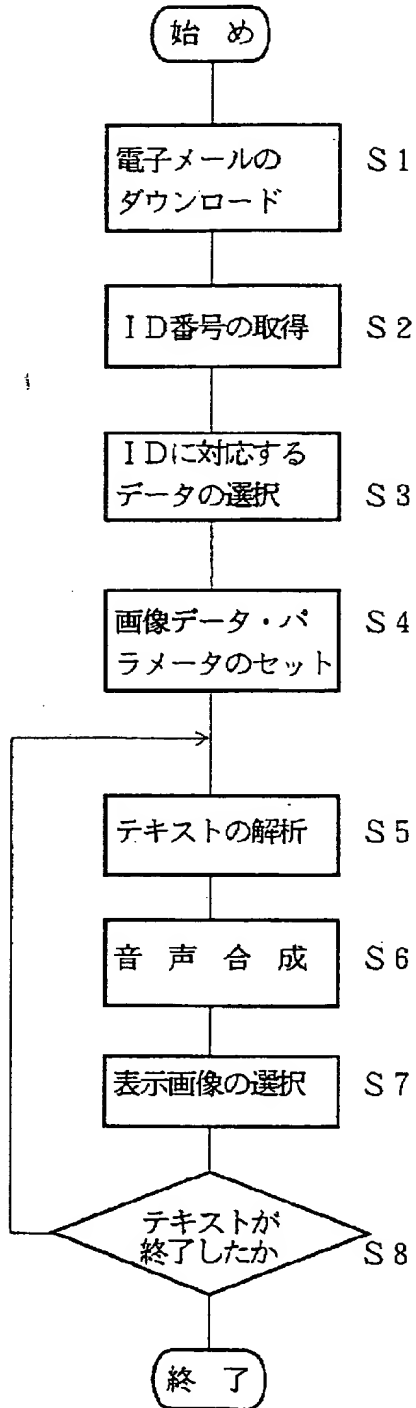 始 め
電子メールの
ダウンロード
S1
ID番号の取得
S2
IDに対応する
データの選択
S3
画像データ・パ
ラメータのセット
S4
テキストの解析
S5
音 声 合 成
S6
表示画像の選択
S7
テキストが
終了したか
S8
終 了